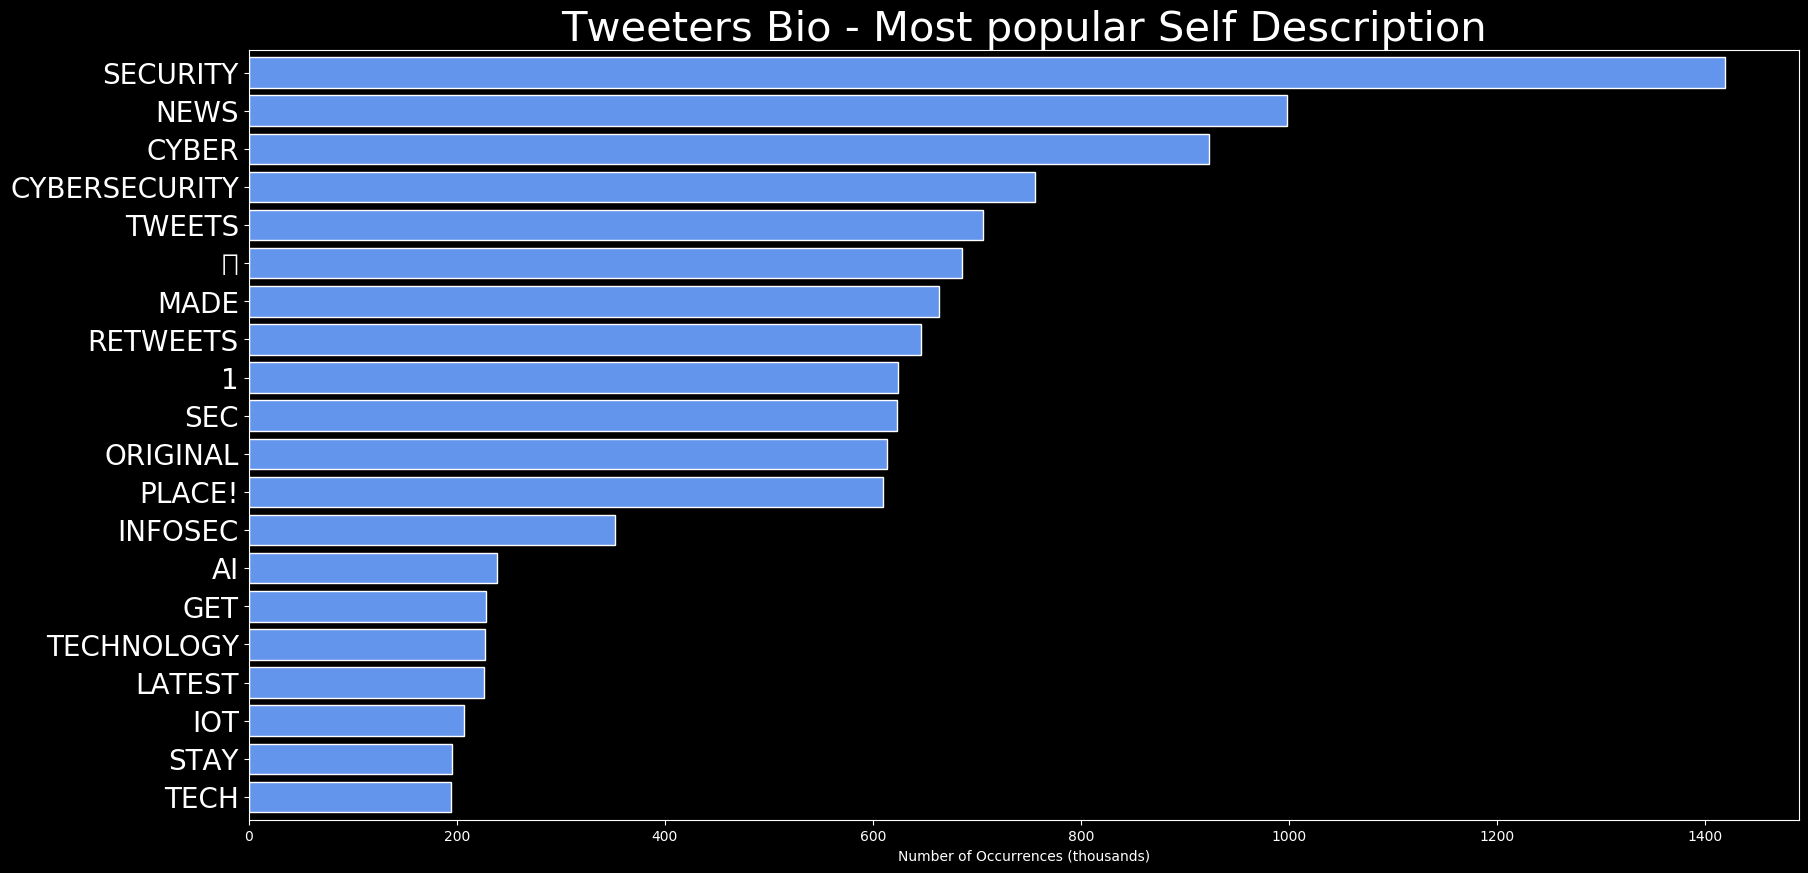 Tweeters Bio - Most popular Self Description
SECURITY
NEWS
CYBER
CYBERSECURITY
TWEETS
MADE
RETWEETS
1
SEC
ORIGINAL
PLACE!
INFOSEC
AI
GET
TECHNOLOGY
LATEST
IOT
STAY
TECH
0 200 400 600 800 1000 1200 1400
Number of Occurrences (thousands)